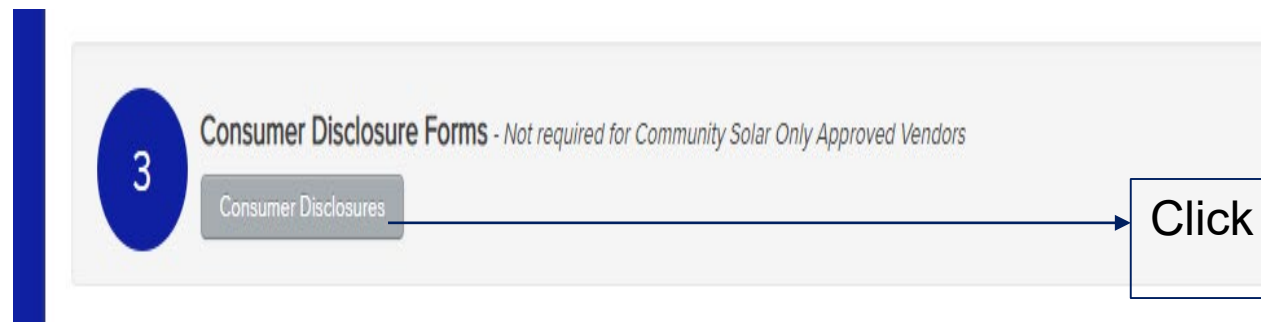 3
Consumer Disclosure Forms - Not required for Community Solar Only Approved Vendors
Consumer Disclosures
Click